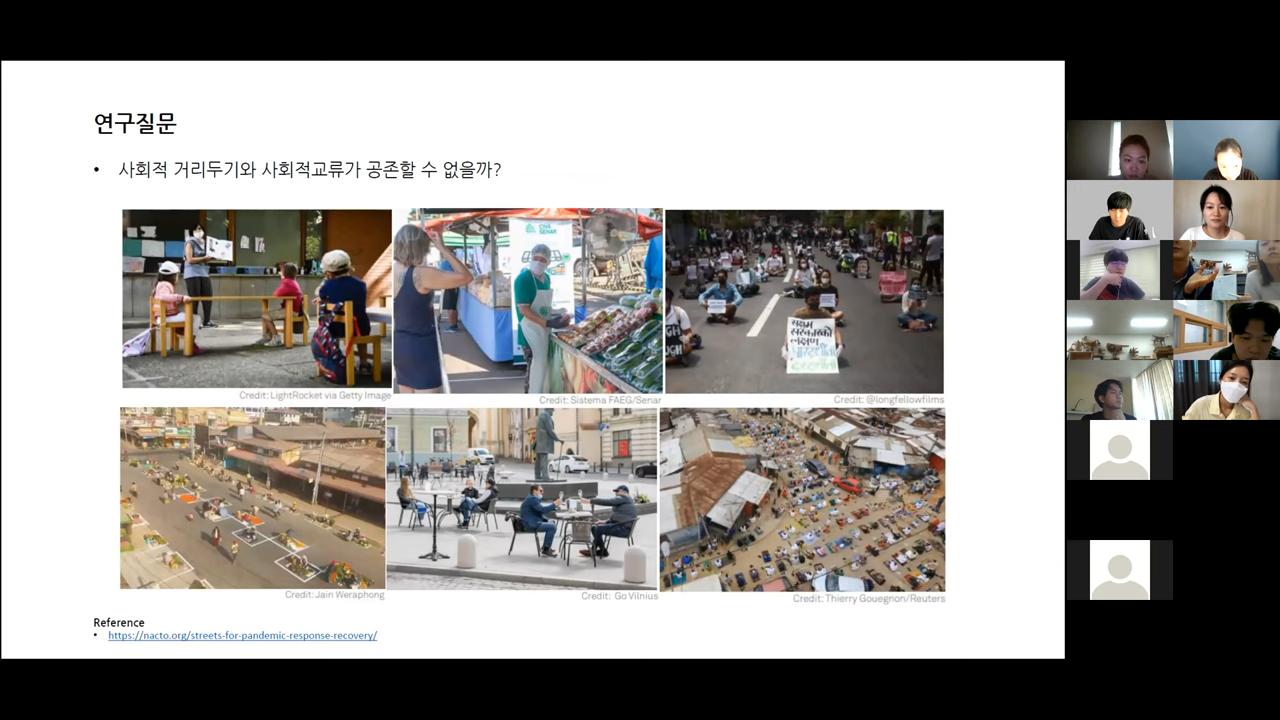 연구질문
• 사회적 거리두기와 사회적교류가 공존할 수 없을까?
CNA
SENAR
Credit: LightRocket via Getty Image
Credit: Sistema FAEG/Senar
Credit: @longfellowfilms
Credit: Jain Weraphong
Credit: Go Vilnius
Credit: Thierry Gouegnon/Reuters
Reference
• https://nacto.org/streets-for-pandemic-response-recovery/